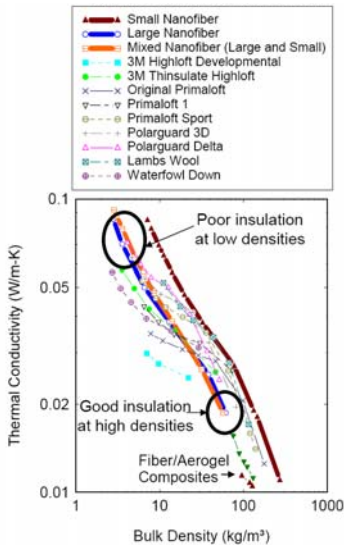 Small Nanofiber
Large Nanofiber
Mixed Nanofiber (Large and Small)
3M Highloft Developmental
3M Thinsulate Highloft
Original Primaloft
Primaloft 1
Primaloft Sport
Polarguard 3D
Polarguard Delta
Lambs Wool
Waterfowl Down
0.1
Poor insulation
at low densities
0.05
Thermal Conductivity (W/m-K)
0.02
Good insulation
at high densities
Fiber/Aerogel
Composites
0.01
1 10 100 1000
Bulk Density (kg/m³)